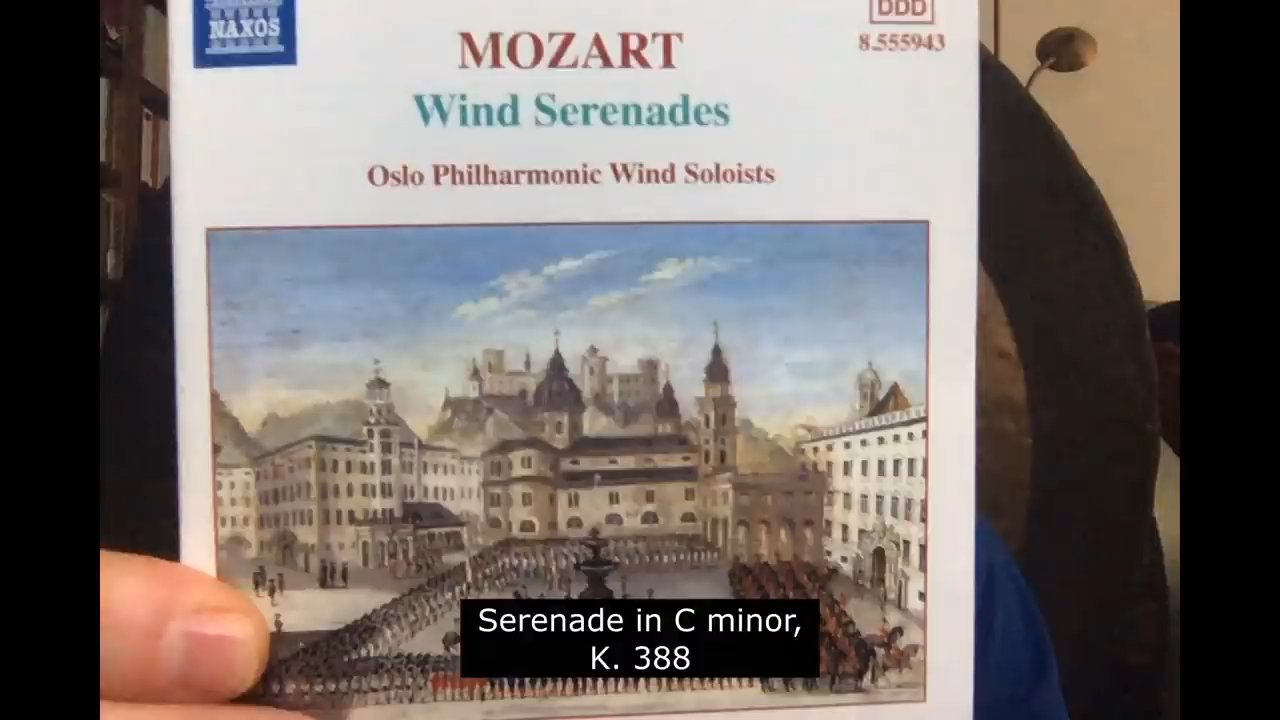 NAXOS
DDD
8.555943
MOZART
Wind Serenades
Oslo Philharmonic Wind Soloists
Serenade in C minor,
K. 388